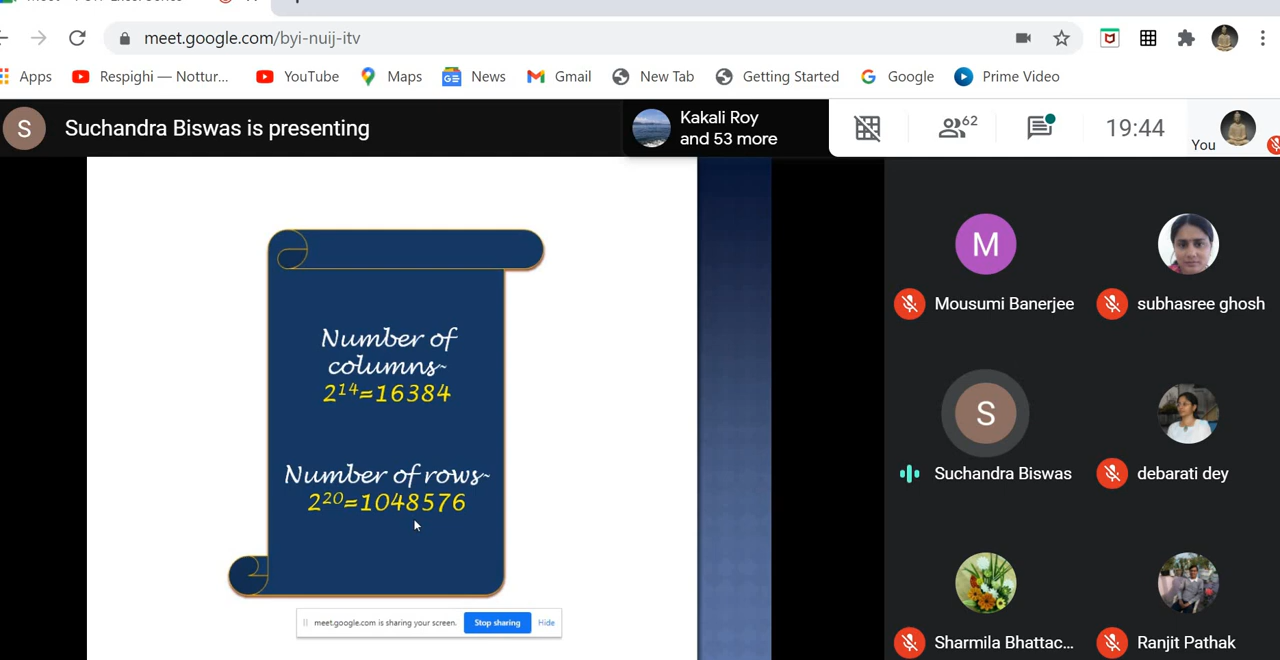 meet.google.com/byi-nuij-itv
Apps
Respighi — Nottur...
YouTube
Maps
News
Gmail
New Tab
Getting Started
Google
Prime Video
S
Suchandra Biswas is presenting
Kakali Roy
and 53 more
62
19:44
You
Number of
columns~
2¹⁴=16384
Number of rows~
2²⁰=1048576
meet.google.com is sharing your screen.
Stop sharing
Hide
M
Mousumi Banerjee
subhasree ghosh
S
Suchandra Biswas
debarati dey
Sharmila Bhattac...
Ranjit Pathak